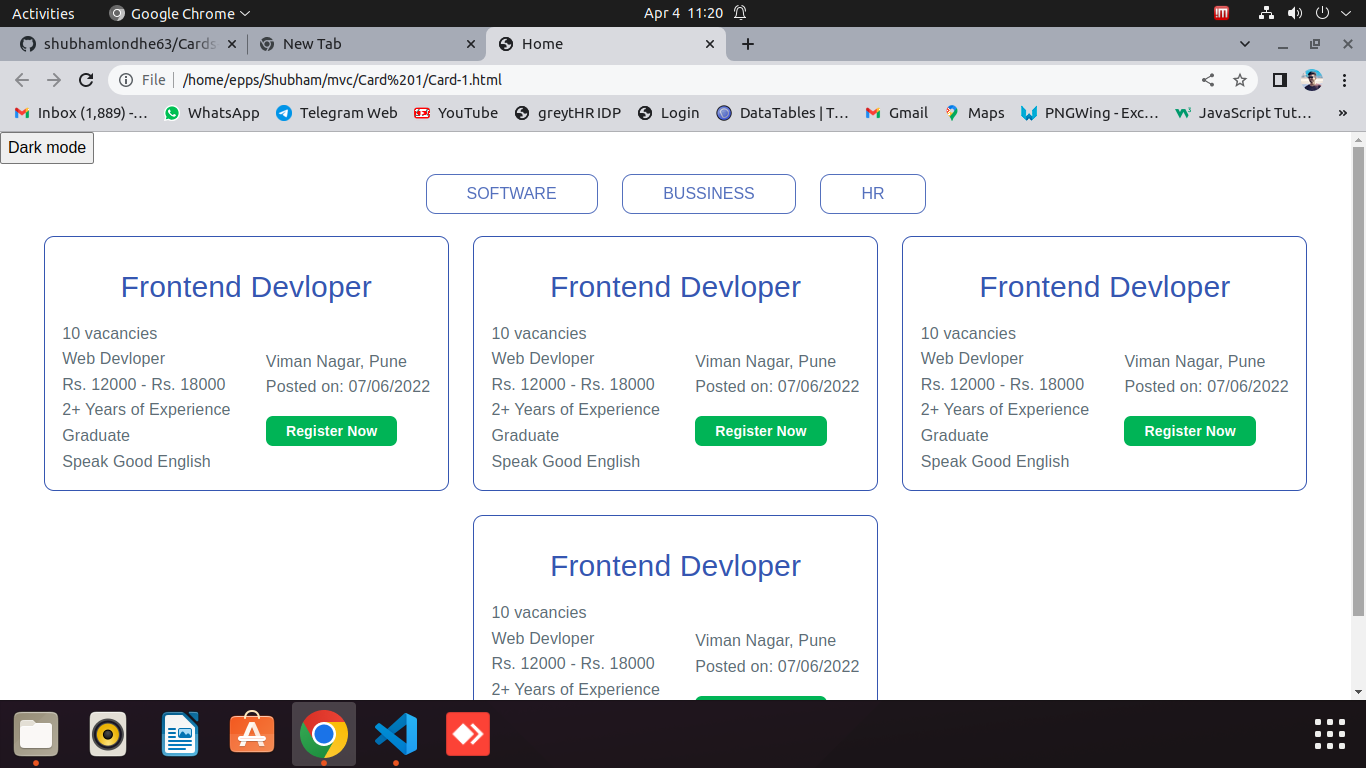 Activities
Google Chrome
Apr 4 11:20
shubhamlondhe63/Cards
New Tab
Home
File
/home/epps/Shubham/mvc/Card%201/Card-1.html
Inbox (1,889) -…
WhatsApp
Telegram Web
YouTube
greytHR IDP
Login
DataTables | T…
Gmail
Maps
PNGWing - Exc…
JavaScript Tut…
»
Dark mode
SOFTWARE
BUSSINESS
HR
Frontend Devloper
10 vacancies
Web Devloper
Rs. 12000 - Rs. 18000
2+ Years of Experience
Graduate
Speak Good English
Viman Nagar, Pune
Posted on: 07/06/2022
Register Now
Frontend Devloper
10 vacancies
Web Devloper
Rs. 12000 - Rs. 18000
2+ Years of Experience
Graduate
Speak Good English
Viman Nagar, Pune
Posted on: 07/06/2022
Register Now
Frontend Devloper
10 vacancies
Web Devloper
Rs. 12000 - Rs. 18000
2+ Years of Experience
Graduate
Speak Good English
Viman Nagar, Pune
Posted on: 07/06/2022
Register Now
Frontend Devloper
10 vacancies
Web Devloper
Rs. 12000 - Rs. 18000
2+ Years of Experience
Viman Nagar, Pune
Posted on: 07/06/2022